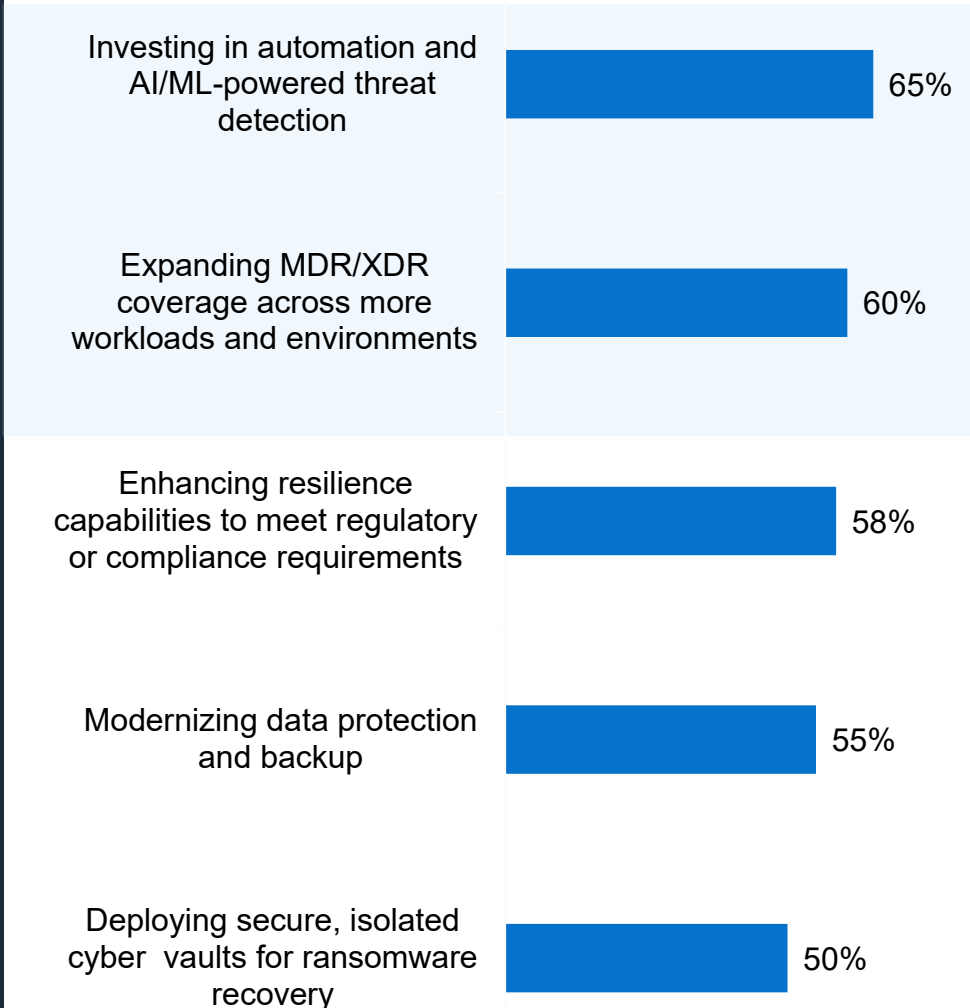 Investing in automation and
AI/ML-powered threat
detection
65%
Expanding MDR/XDR
coverage across more
workloads and environments
60%
Enhancing resilience
capabilities to meet regulatory
or compliance requirements
58%
Modernizing data protection
and backup
55%
Deploying secure, isolated
cyber  vaults for ransomware
recovery
50%